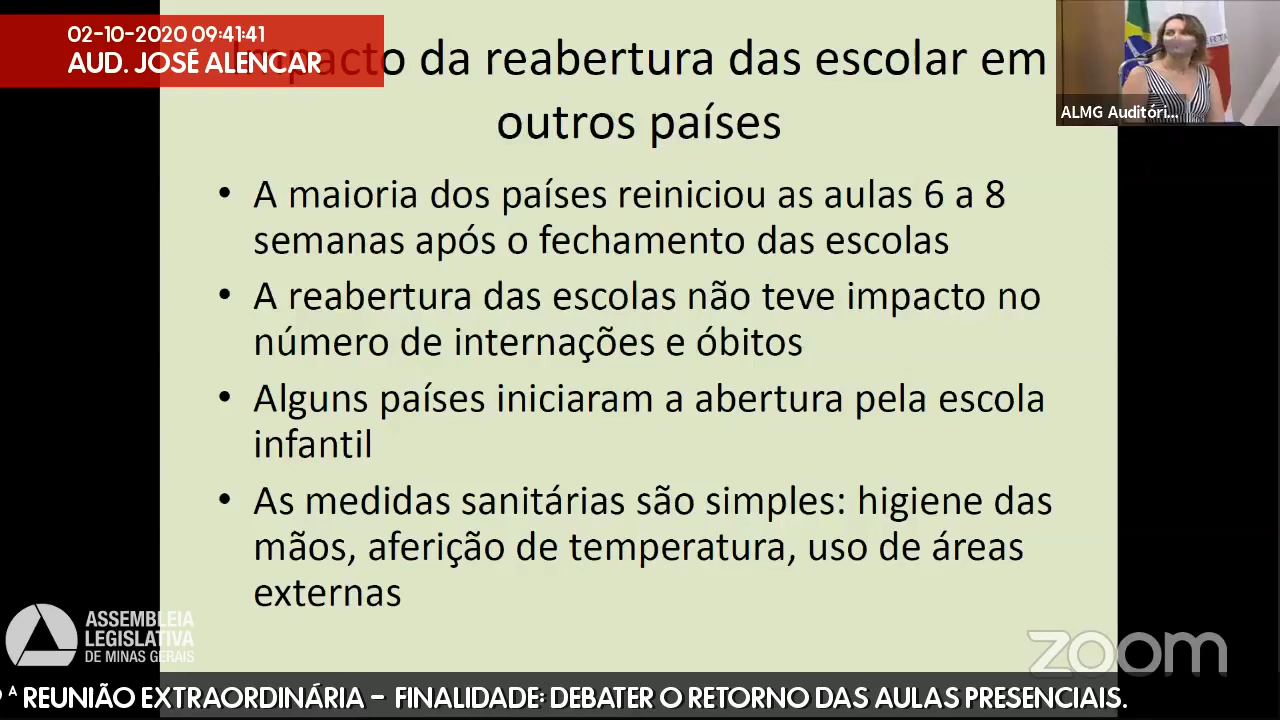 02-10-2020 09:41:41
AUD. JOSÉ ALENCAR
Impacto da reabertura das escolar em
outros países
ALMG Auditóri...
• A maioria dos países reiniciou as aulas 6 a 8
semanas após o fechamento das escolas
• A reabertura das escolas não teve impacto no
número de internações e óbitos
• Alguns países iniciaram a abertura pela escola
infantil
• As medidas sanitárias são simples: higiene das
mãos, aferição de temperatura, uso de áreas
externas
ASSEMBLEIA
LEGISLATIVA
DE MINAS GERAIS
zoom
ª REUNIÃO EXTRAORDINÁRIA - FINALIDADE: DEBATER O RETORNO DAS AULAS PRESENCIAIS.